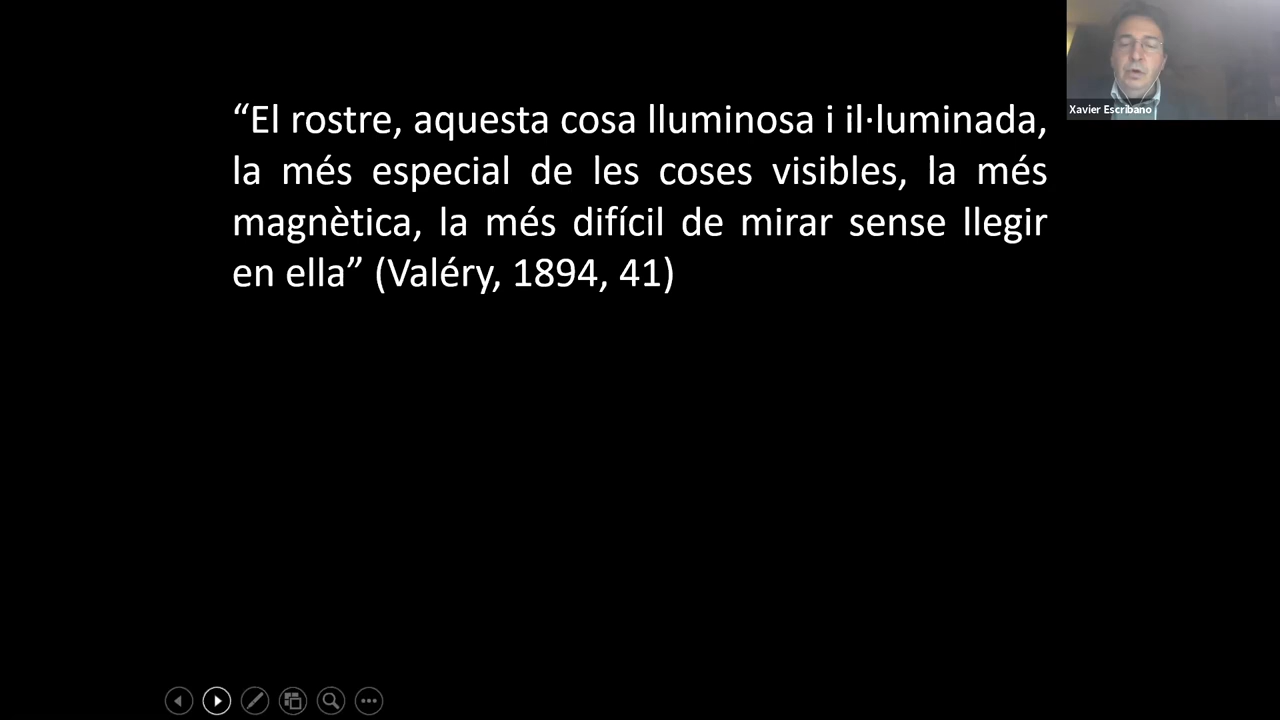 “El rostre, aquesta cosa lluminosa i il·luminada,
la més especial de les coses visibles, la més
magnètica, la més difícil de mirar sense llegir
en ella” (Valéry, 1894, 41)
Xavier Escribano